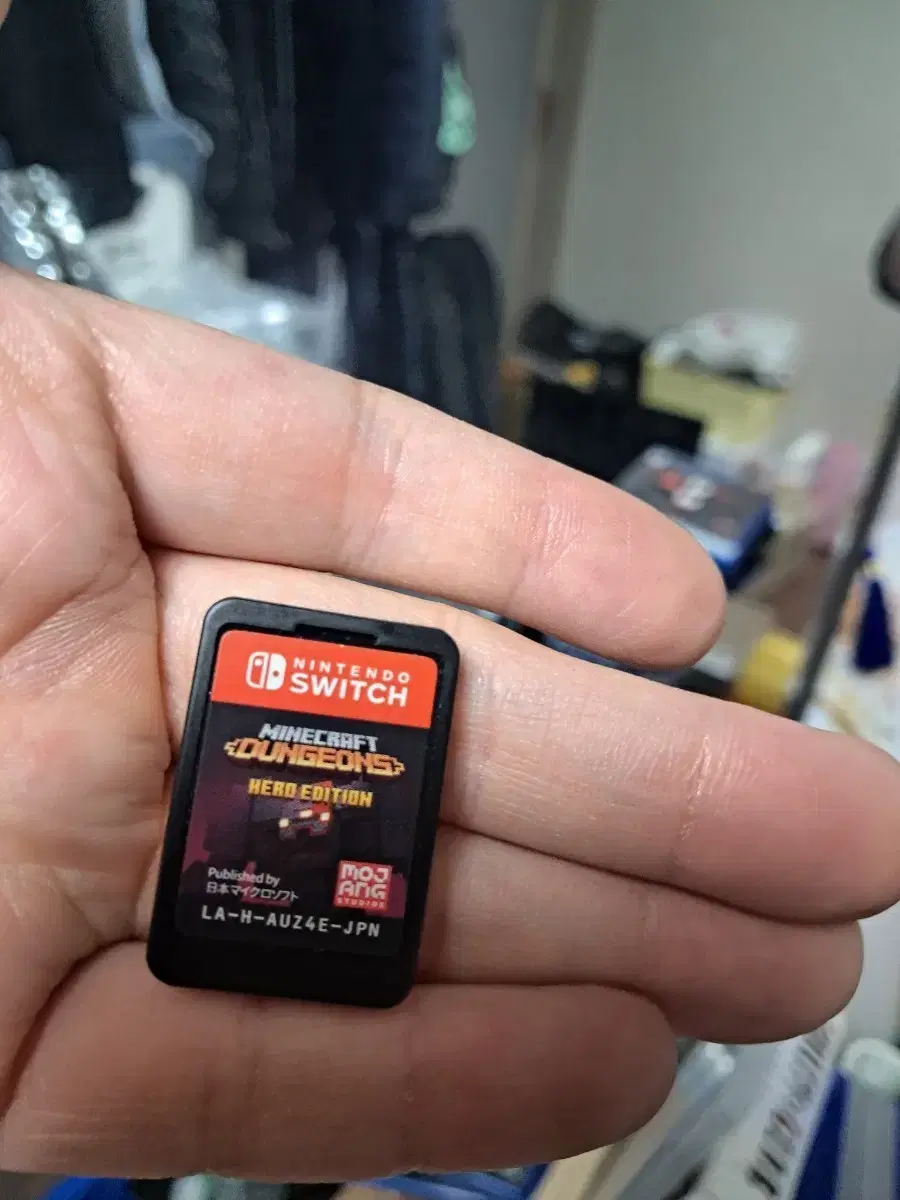 NINTENDO
SWITCH
MINECRAFT
DUNGEONS
HERO EDITION
Published by
日本マイクロソフト
MOJ
ANG
STUDIOS
LA-H-AUZ4E-JPN